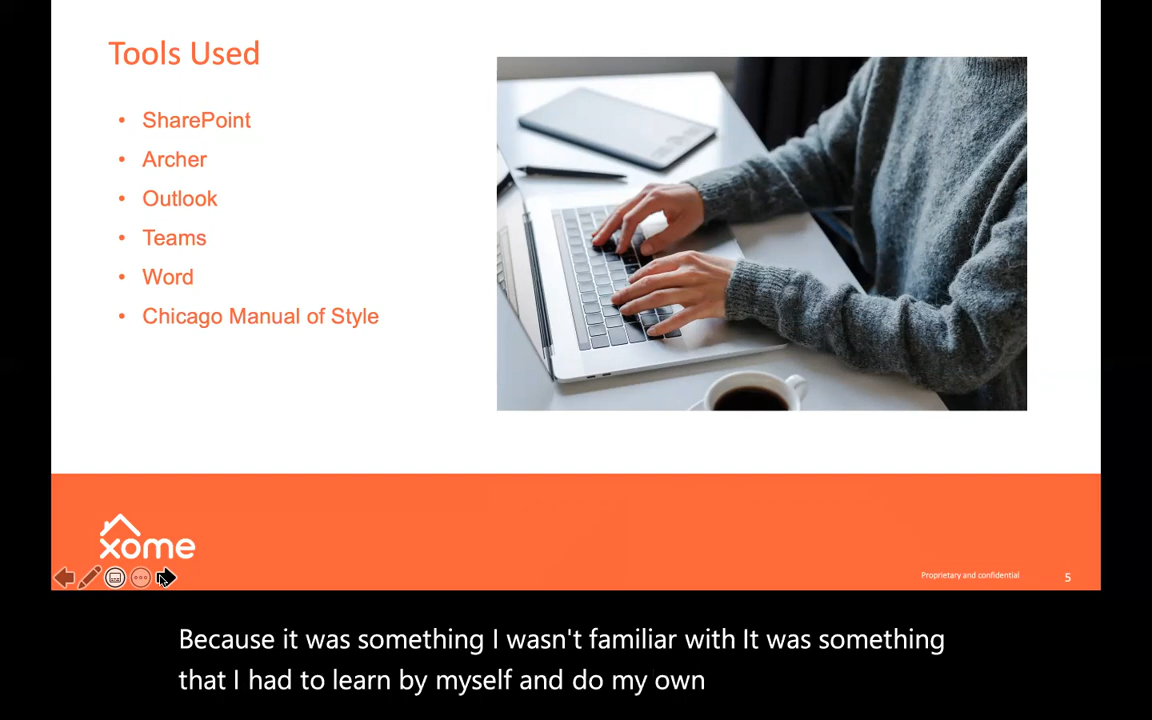 Tools Used
• SharePoint
• Archer
• Outlook
• Teams
• Word
• Chicago Manual of Style
xome
Proprietary and confidential
5
Because it was something I wasn't familiar with It was something
that I had to learn by myself and do my own